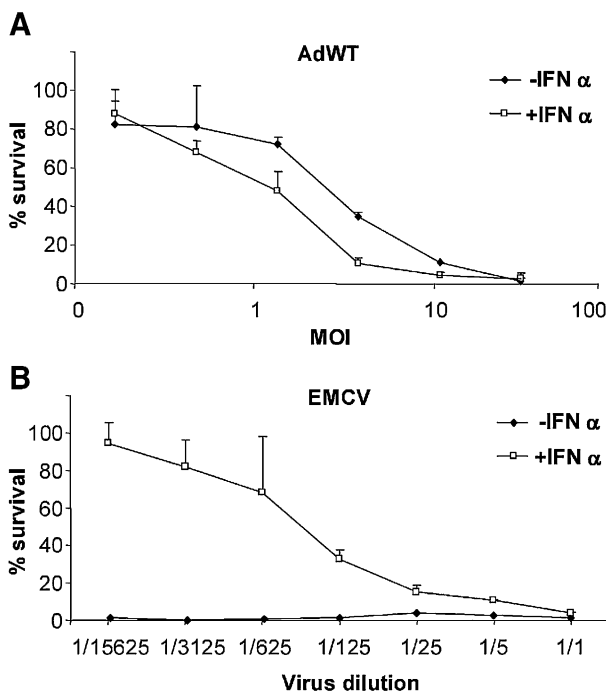 A
AdWT
-IFN α
+IFN α
% survival
100
80
60
40
20
0
0 1 10 100
MOI
B
EMCV
-IFN α
+IFN α
% survival
100
80
60
40
20
0
1/15625 1/3125 1/625 1/125 1/25 1/5 1/1
Virus dilution